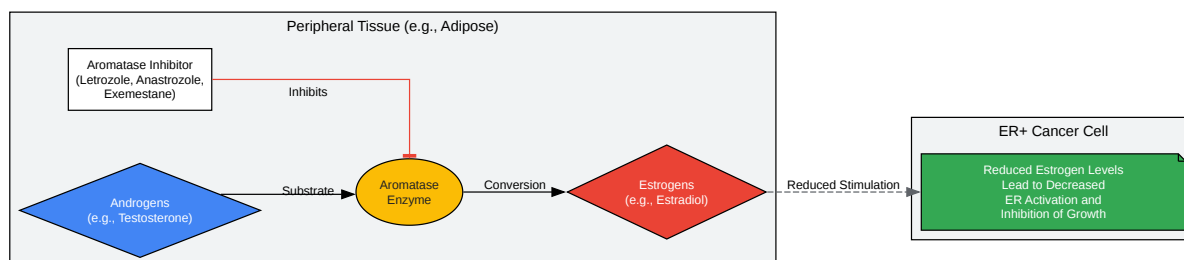 Peripheral Tissue (e.g., Adipose)
Aromatase Inhibitor
(Letrozole, Anastrozole,
Exemestane)
Inhibits
Androgens
(e.g., Testosterone)
Substrate
Aromatase
Enzyme
Conversion
Estrogens
(e.g., Estradiol)
Reduced Stimulation
ER+ Cancer Cell
Reduced Estrogen Levels
Lead to Decreased
ER Activation and
Inhibition of Growth